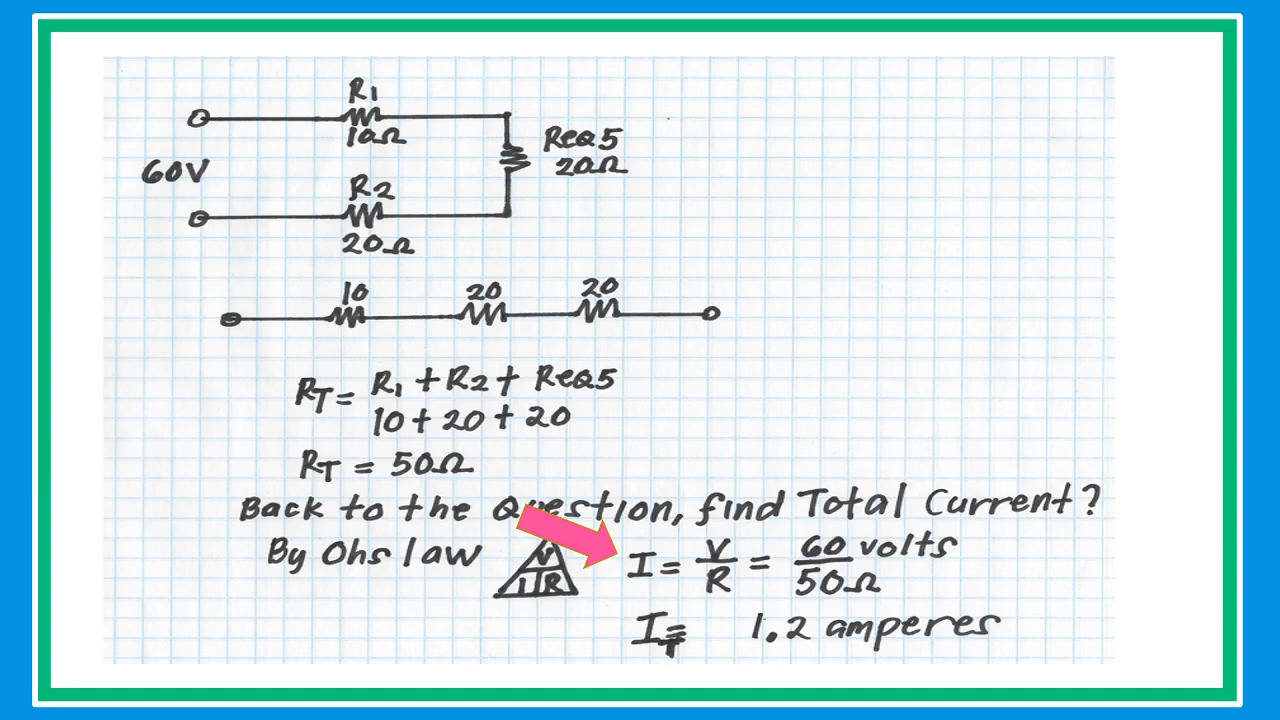 R1
10Ω
Req5
20Ω
60V
R2
20Ω
10 20 20
RT = R1 + R2 + Req5
10 + 20 + 20
RT = 50Ω
Back to the Question, find Total Current?
By Ohs law
V
I R
I = V/R = 60 volts/50Ω
IT = 1.2 amperes